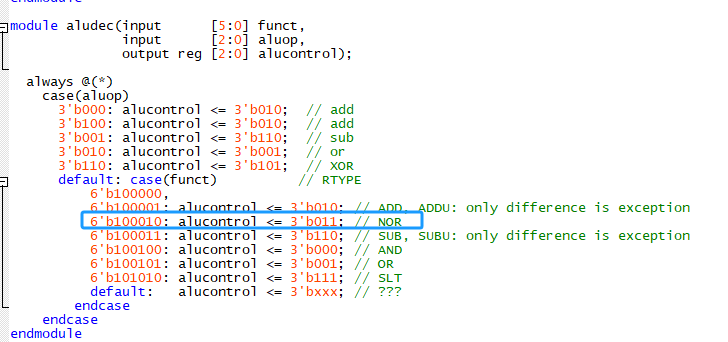 endmodule
module aludec(input      [5:0] funct,
              input      [2:0] aluop,
              output reg [2:0] alucontrol);
  always @(*)
    case(aluop)
      3'b000: alucontrol <= 3'b010;  // add
      3'b100: alucontrol <= 3'b010;  // add
      3'b001: alucontrol <= 3'b110;  // sub
      3'b010: alucontrol <= 3'b001;  // or
      3'b110: alucontrol <= 3'b101;  // XOR
      default: case(funct)          // RTYPE
          6'b100000,
          6'b100001: alucontrol <= 3'b010; // ADD, ADDU: only difference is exception
          6'b100010: alucontrol <= 3'b011; // NOR
          6'b100011: alucontrol <= 3'b110; // SUB, SUBU: only difference is exception
          6'b100100: alucontrol <= 3'b000; // AND
          6'b100101: alucontrol <= 3'b001; // OR
          6'b101010: alucontrol <= 3'b111; // SLT
          default:   alucontrol <= 3'bxxx; // ???
        endcase
    endcase
endmodule